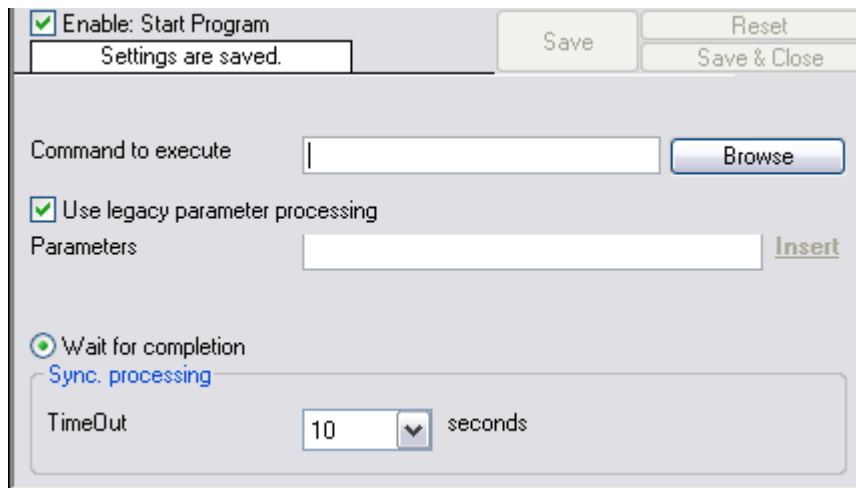 Enable: Start Program
Settings are saved.
Save
Reset
Save & Close
Command to execute
Browse
Use legacy parameter processing
Parameters
Insert
Wait for completion
Sync. processing
TimeOut
10
seconds